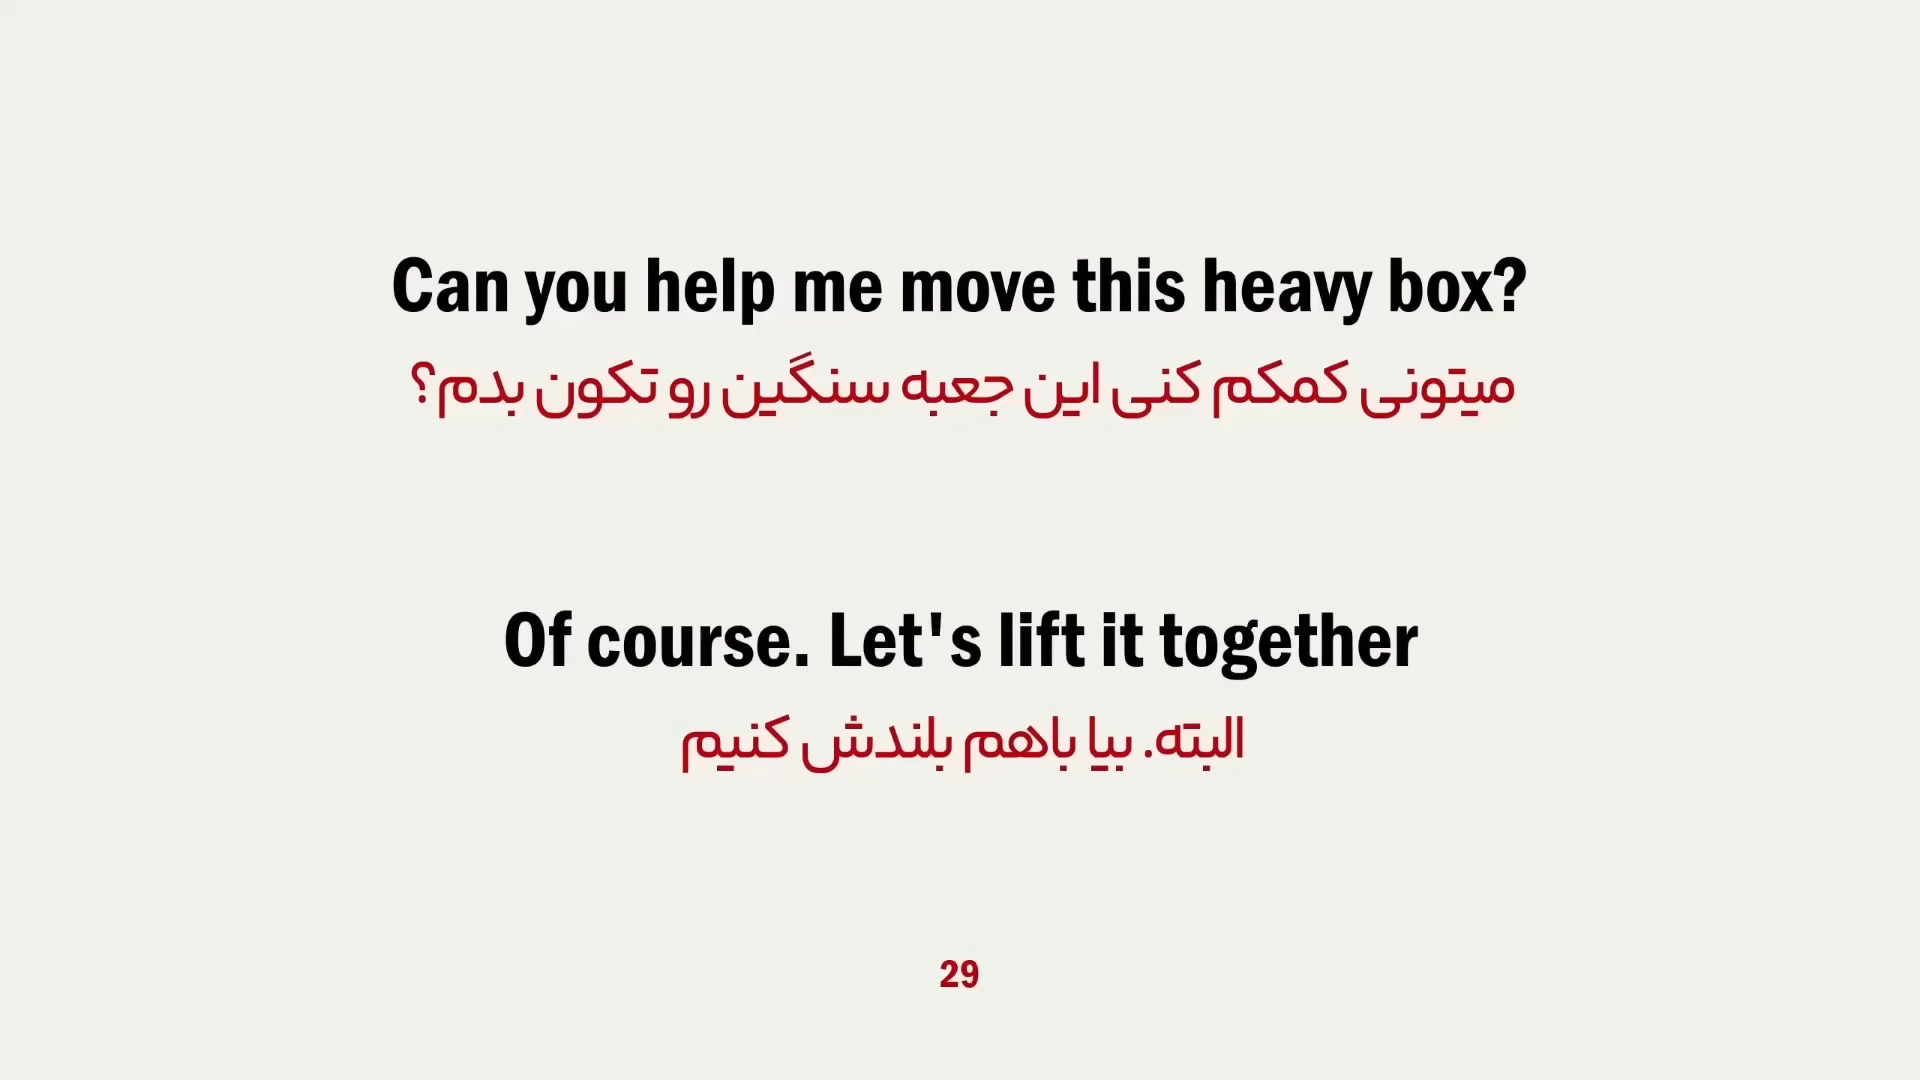 Can you help me move this heavy box?
میتونی کمکم کنی این جعبه سنگین رو تکون بدم؟
Of course. Let's lift it together
البته. بیا باهم بلندش کنیم
29